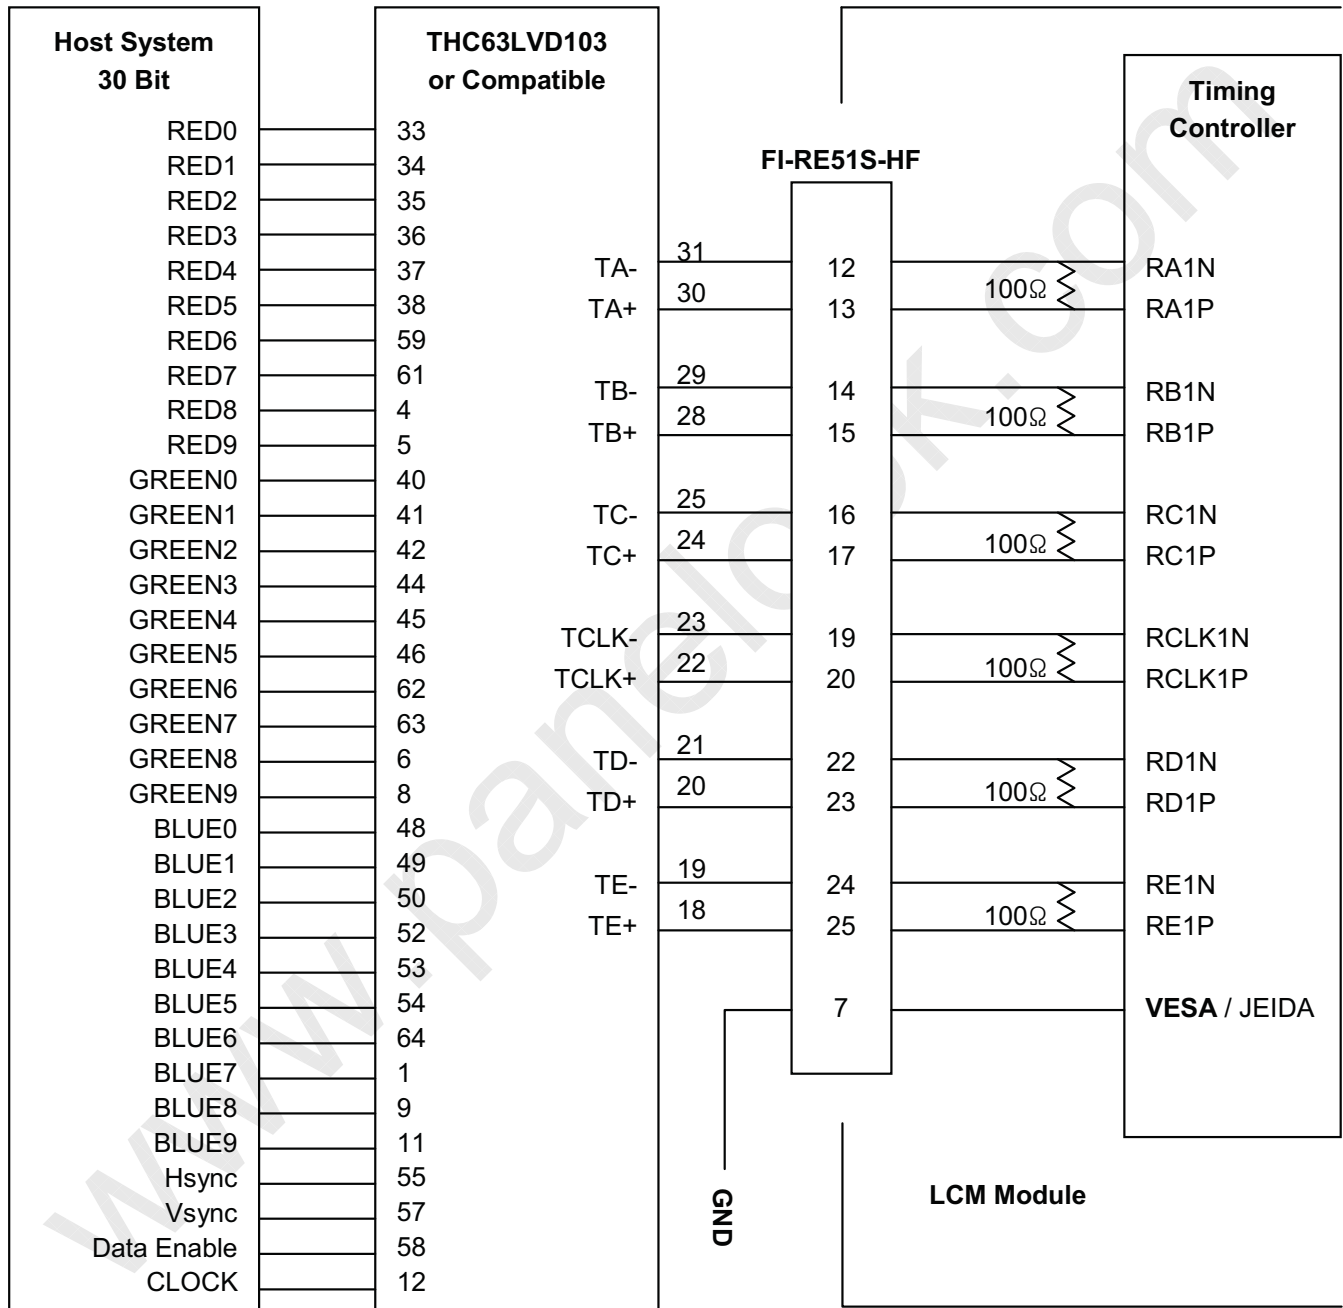 Host System
30 Bit
RED0
RED1
RED2
RED3
RED4
RED5
RED6
RED7
RED8
RED9
GREEN0
GREEN1
GREEN2
GREEN3
GREEN4
GREEN5
GREEN6
GREEN7
GREEN8
GREEN9
BLUE0
BLUE1
BLUE2
BLUE3
BLUE4
BLUE5
BLUE6
BLUE7
BLUE8
BLUE9
Hsync
Vsync
Data Enable
CLOCK
THC63LVD103
or Compatible
33
34
35
36
37
38
59
61
4
5
40
41
42
44
45
46
62
63
6
8
48
49
50
52
53
54
64
1
9
11
55
57
58
12
TA- 31
TA+ 30
TB- 29
TB+ 28
TC- 25
TC+ 24
TCLK- 23
TCLK+ 22
TD- 21
TD+ 20
TE- 19
TE+ 18
GND
FI-RE51S-HF
12
13
14
15
16
17
19
20
22
23
24
25
7
100Ω
100Ω
100Ω
100Ω
100Ω
100Ω
Timing
Controller
RA1N
RA1P
RB1N
RB1P
RC1N
RC1P
RCLK1N
RCLK1P
RD1N
RD1P
RE1N
RE1P
VESA / JEIDA
LCM Module
www.panelook.com